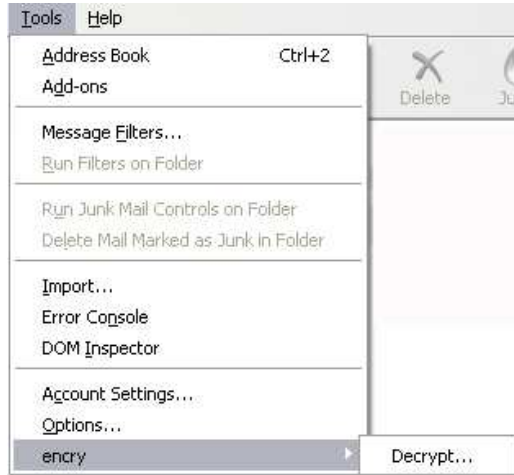 Tools Help
Address Book Ctrl+2
Add-ons
Delete
Message Filters...
Run Filters on Folder
Run Junk Mail Controls on Folder
Delete Mail Marked as Junk in Folder
Import...
Error Console
DOM Inspector
Account Settings...
Options...
encry Decrypt...